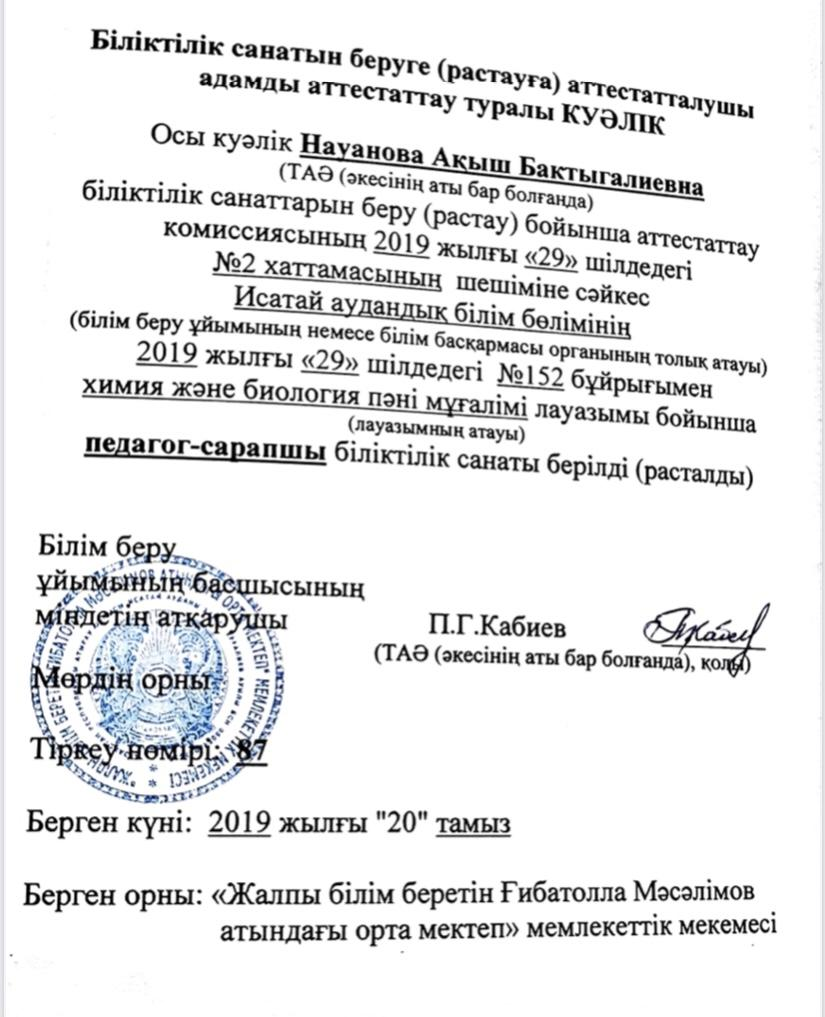 Біліктілік санатын беруге (растауға) аттестатталушы
адамды аттестаттау туралы КУӘЛІК
Осы куәлік Науанова Ақыш Бактыгалиевна
(ТАӘ (әкесінің аты бар болғанда)
біліктілік санаттарын беру (растау) бойынша аттестаттау
комиссиясының 2019 жылғы «29» шілдедегі
№2 хаттамасының шешіміне сәйкес
Исатай аудандық білім бөлімінің
(білім беру ұйымының немесе білім басқармасы органының толық атауы)
2019 жылғы «29» шілдедегі №152 бұйрығымен
химия және биология пәні мұғалімі лауазымы бойынша
(лауазымның атауы)
педагог-сарапшы біліктілік санаты берілді (расталды)
Білім беру
ұйымының басшысының
міндетін атқарушы
П.Г.Кабиев
(ТАӘ (әкесінің аты бар болғанда), қолы)
Мөрдің орны
Тіркеу нөмірі: 87
Берген күні: 2019 жылғы "20" тамыз
Берген орны: «Жалпы білім беретін Ғибатолла Мәсәлімов
атындағы орта мектеп» мемлекеттік мекемесі